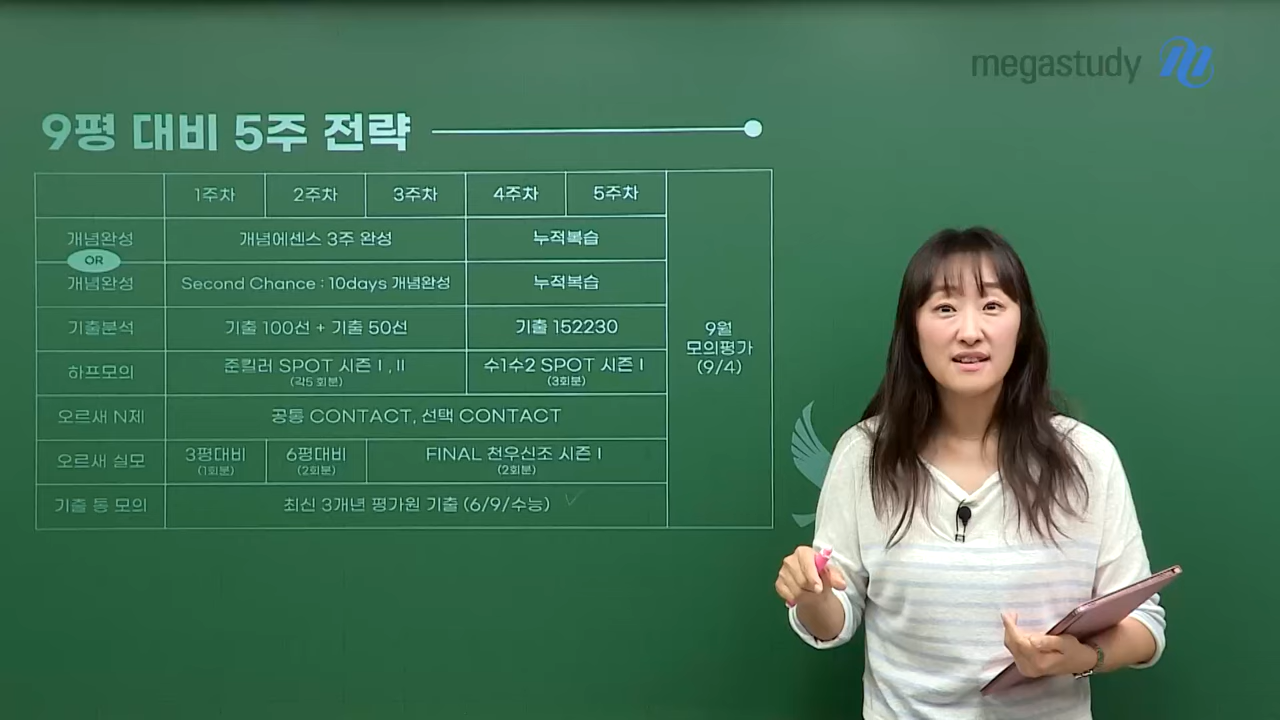 megastudy
9평 대비 5주 전략
1주차 2주차 3주차 4주차 5주차
개념완성 개념에센스 3주 완성 누적복습
OR
개념완성 Second Chance : 10days 개념완성 누적복습
기출분석 기출 100선 + 기출 50선 기출 152230
9월
모의평가
(9/4)
하프모의 준킬러 SPOT 시즌 I , II 수1수2 SPOT 시즌 I
(각5 회분) (3회분)
오르새 N제 공통 CONTACT, 선택 CONTACT
오르새 실모 3평대비 6평대비 FINAL 천우신조 시즌 I
(1회분) (2회분) (2회분)
기출 통 모의 최신 3개년 평가원 기출 (6/9/수능)